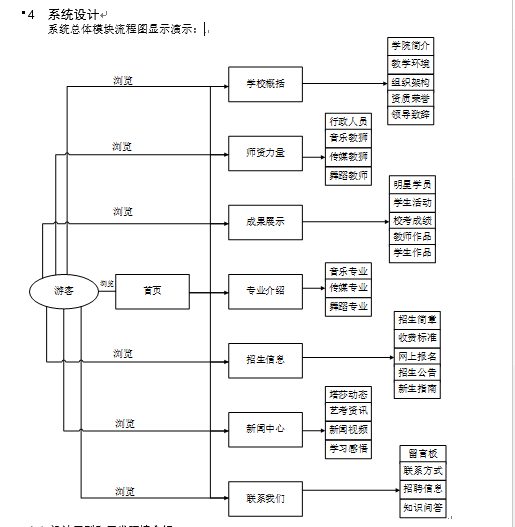 4 系统设计
系统总体模块流程图显示演示：
学院简介
教学环境
组织架构
资质荣誉
领导致辞
浏览
学校概括
行政人员
音乐教师
传媒教师
舞蹈教师
浏览
师资力量
明星学员
学生活动
校考成绩
教师作品
学生作品
浏览
成果展示
音乐专业
传媒专业
舞蹈专业
游客
浏览
首页
专业介绍
招生简章
收费标准
网上报名
招生公告
新生指南
浏览
招生信息
塔莎动态
艺考资讯
新闻视频
学习感悟
浏览
新闻中心
留言板
联系方式
招聘信息
知识问答
浏览
联系我们